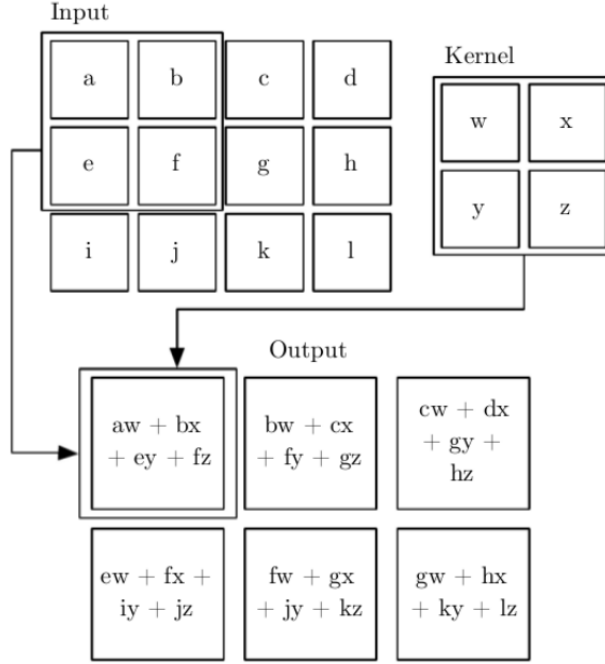 Input
a b c d
e f g h
i j k l
Kernel
w x
y z
Output
aw + bx
+ ey + fz
bw + cx
+ fy + gz
cw + dx
+ gy +
hz
ew + fx +
iy + jz
fw + gx
+ jy + kz
gw + hx
+ ky + lz